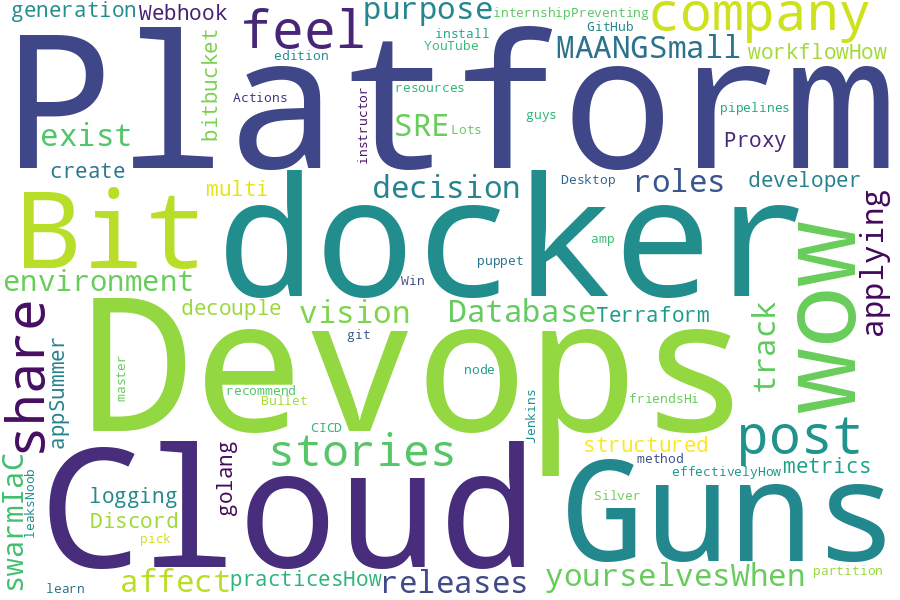 generation
Webhook
feel
purpose
internshipPreventing
GitHub
company
install
YouTube
MAANGSmall
workflowHow
edition
Platform
bitbucket
Actions
instructor
resources
SRE
Lots
guys
pipelines
Proxy
exist
create
multi
decision
Desktop
roles
developer
Bit
docker
amp
wow
applying
puppet
Win
environment
decouple
vision
Database
Terraform
track
share
appSummer
git
Devops
master
recommend
Bullet
node
friendsHi
CICD
Jenkins
stories
structured
post
method
effectivelyHow
metrics
swarmIaC
leaksNoob
Cloud
golang
logging
Discord
pick
Guns
Silver
learn
affect
practicesHow
releases
yourselvesWhen
partition